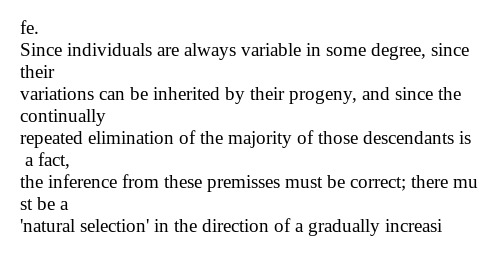 fe.
Since individuals are always variable in some degree, since
their
variations can be inherited by their progeny, and since the
continually
repeated elimination of the majority of those descendants is
a fact,
the inference from these premisses must be correct; there mu
st be a
'natural selection' in the direction of a gradually increasi